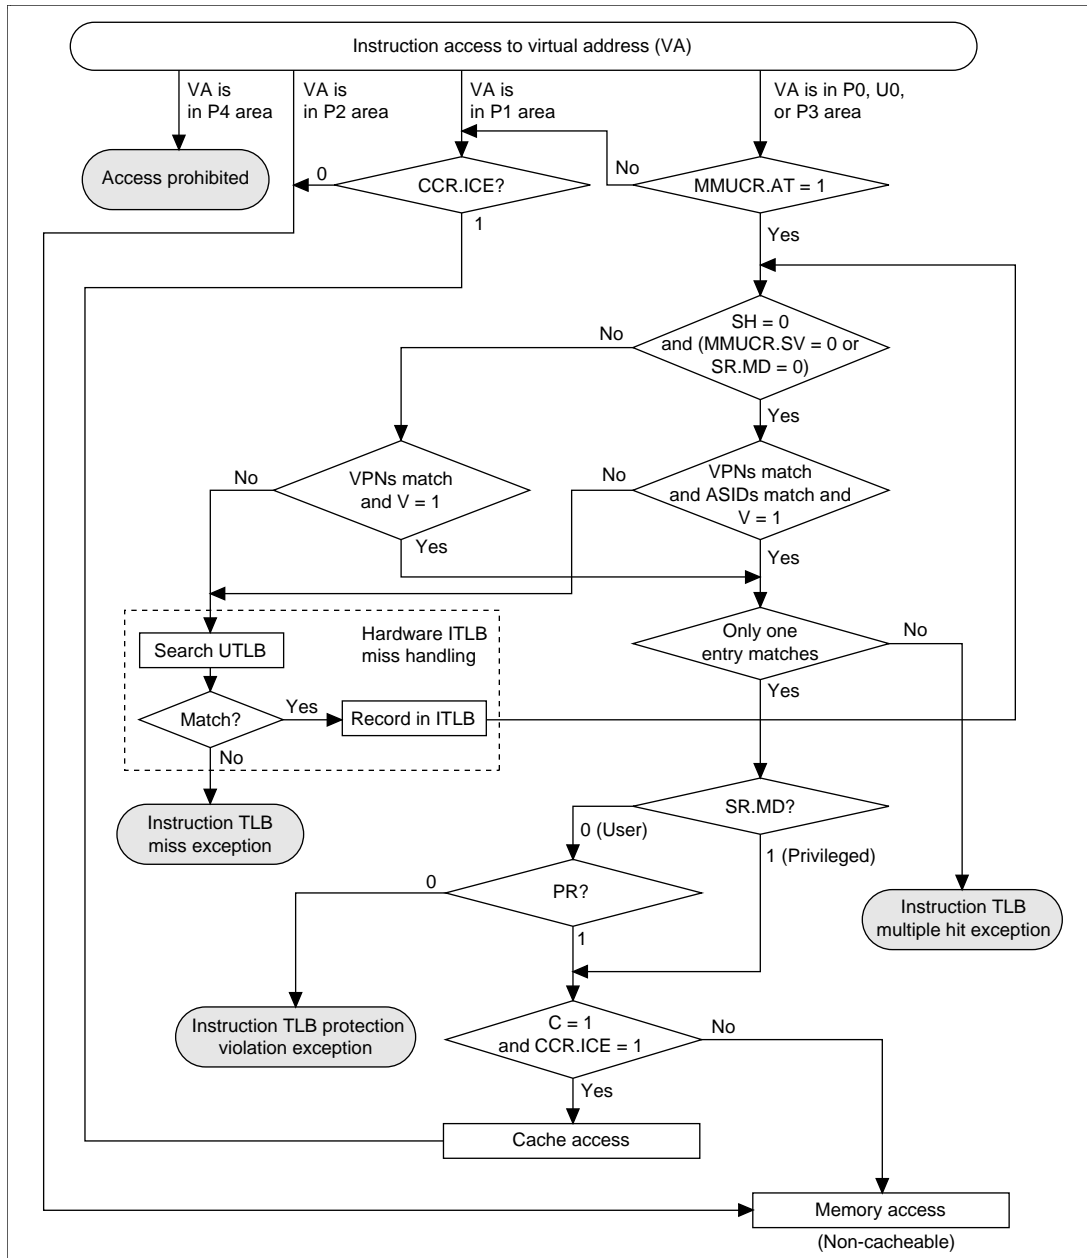 Instruction access to virtual address (VA)
VA is
in P4 area
VA is
in P2 area
VA is
in P1 area
VA is in P0, U0,
or P3 area
Access prohibited
0
CCR.ICE?
No
MMUCR.AT = 1
1
Yes
No
SH = 0
and (MMUCR.SV = 0 or
SR.MD = 0)
Yes
No
VPNs match
and V = 1
No
VPNs match
and ASIDs match and
V = 1
Yes
Yes
Hardware ITLB
miss handling
Search UTLB
Only one
entry matches
No
Yes
Match?
Yes
Record in ITLB
No
SR.MD?
Instruction TLB
miss exception
0 (User)
1 (Privileged)
0
PR?
Instruction TLB
multiple hit exception
1
Instruction TLB protection
violation exception
C = 1
and CCR.ICE = 1
No
Yes
Cache access
Memory access
(Non-cacheable)